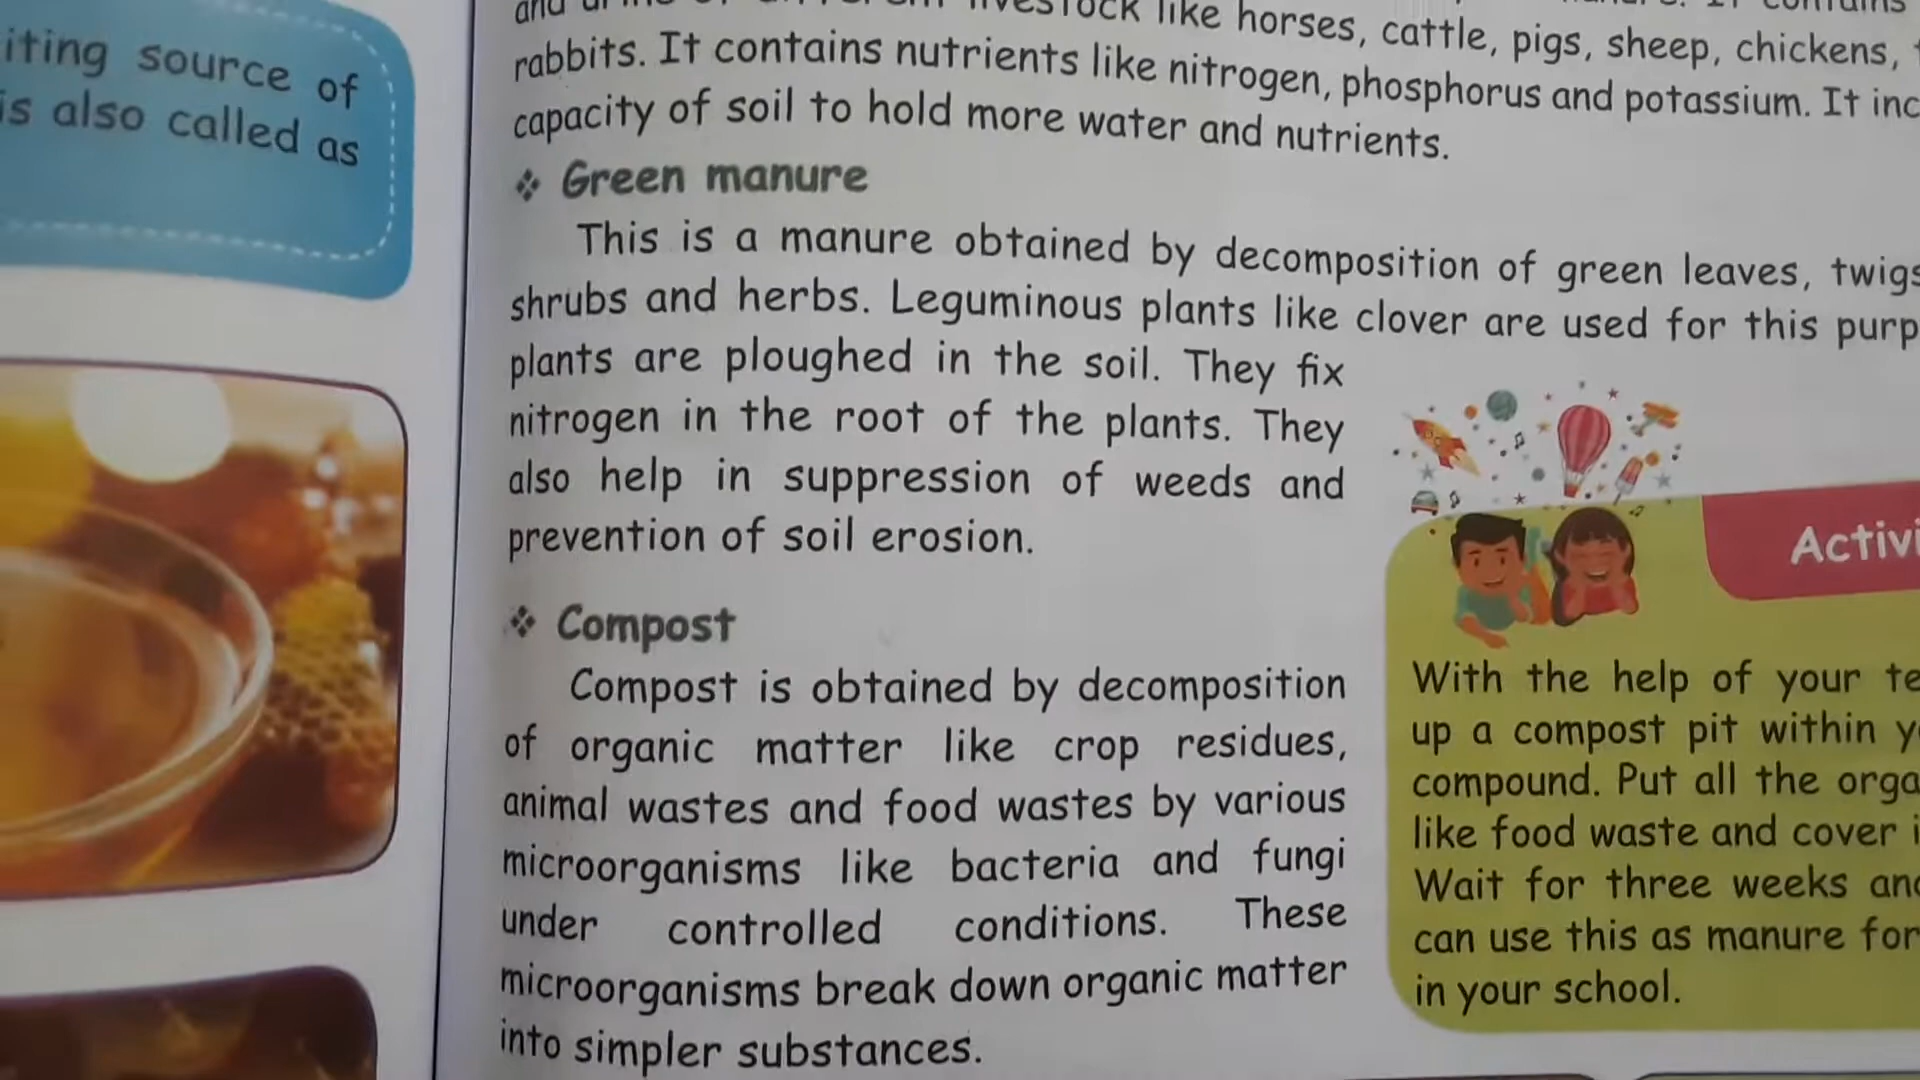 iting source of
is also called as
livestock like horses, cattle, pigs, sheep, chickens,
rabbits. It contains nutrients like nitrogen, phosphorus and potassium. It inc
capacity of soil to hold more water and nutrients.
❖ Green manure
This is a manure obtained by decomposition of green leaves, twigs
shrubs and herbs. Leguminous plants like clover are used for this purp
plants are ploughed in the soil. They fix
nitrogen in the root of the plants. They
also help in suppression of weeds and
prevention of soil erosion.
❖ Compost
Compost is obtained by decomposition
of organic matter like crop residues,
animal wastes and food wastes by various
microorganisms like bacteria and fungi
under controlled conditions. These
microorganisms break down organic matter
into simpler substances.
Activi
With the help of your te
up a compost pit within y
compound. Put all the orga
like food waste and cover i
Wait for three weeks and
can use this as manure for
in your school.